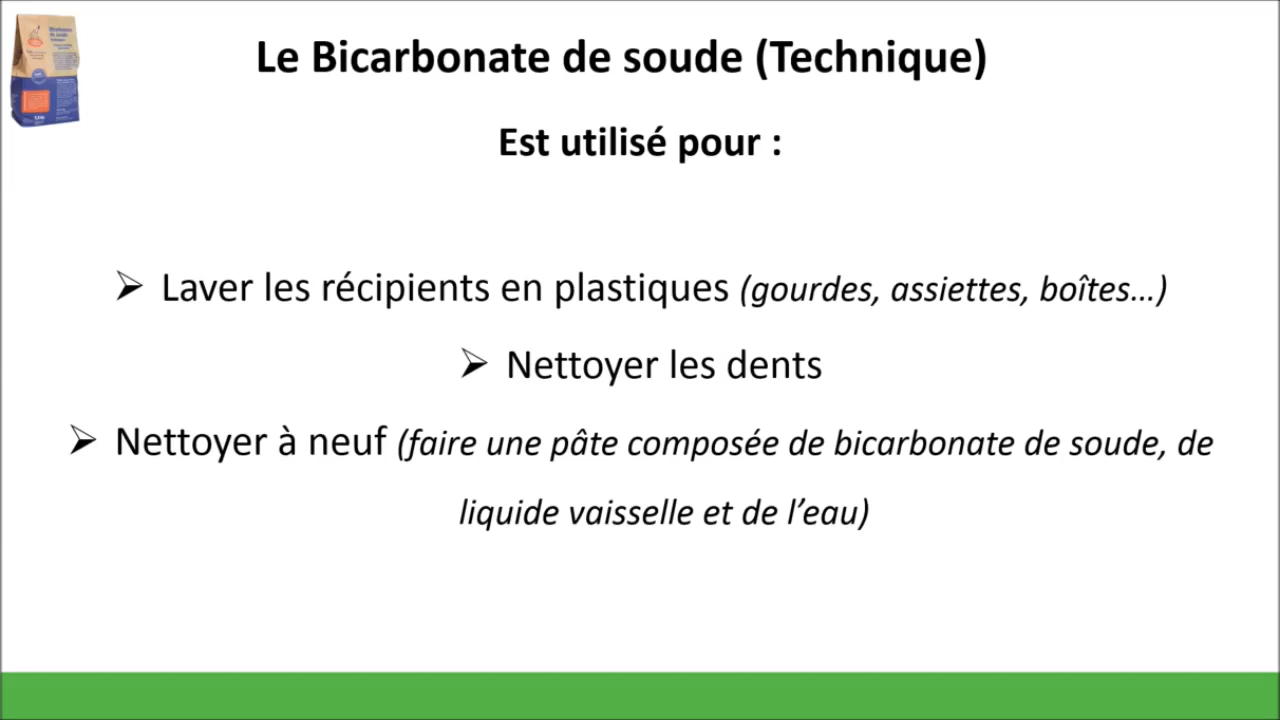 Le Bicarbonate de soude (Technique)
Est utilisé pour :
➢ Laver les récipients en plastiques (gourdes, assiettes, boîtes…)
➢ Nettoyer les dents
➢ Nettoyer à neuf (faire une pâte composée de bicarbonate de soude, de
liquide vaisselle et de l’eau)